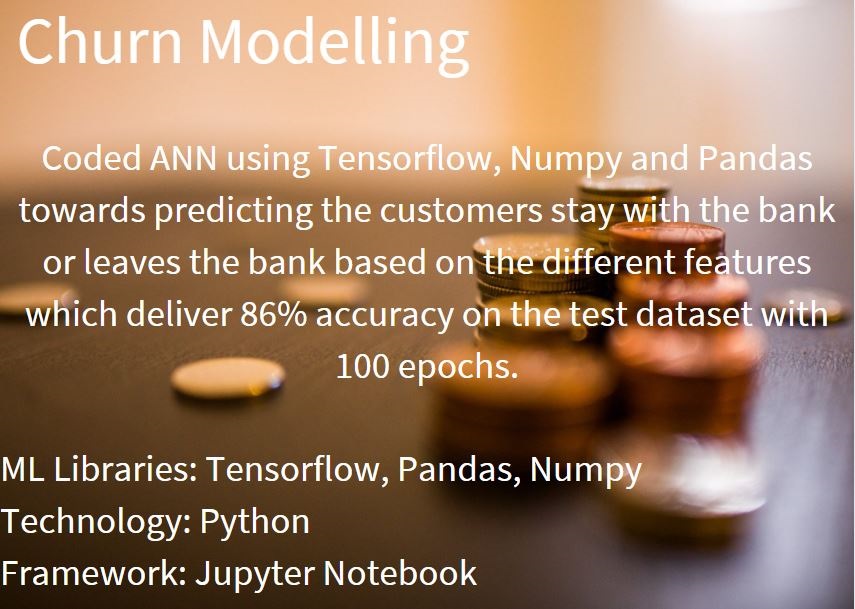 Churn Modelling
Coded ANN using Tensorflow, Numpy and Pandas
towards predicting the customers stay with the bank
or leaves the bank based on the different features
which deliver 86% accuracy on the test dataset with
100 epochs.
ML Libraries: Tensorflow, Pandas, Numpy
Technology: Python
Framework: Jupyter Notebook